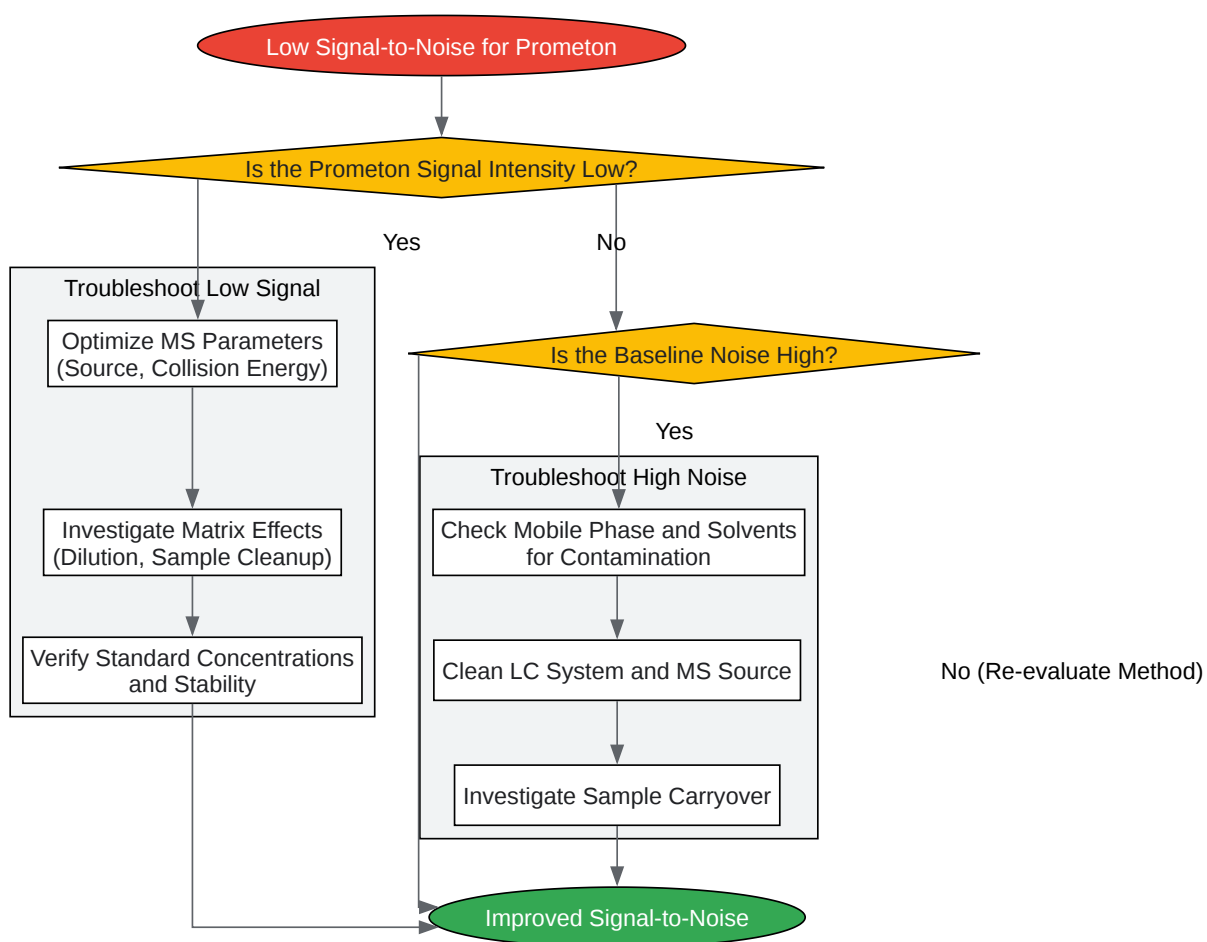 Low Signal-to-Noise for Prometon
Is the Prometon Signal Intensity Low?
Yes
No
Troubleshoot Low Signal
Optimize MS Parameters
(Source, Collision Energy)
Investigate Matrix Effects
(Dilution, Sample Cleanup)
Verify Standard Concentrations
and Stability
Is the Baseline Noise High?
Yes
Troubleshoot High Noise
Check Mobile Phase and Solvents
for Contamination
Clean LC System and MS Source
Investigate Sample Carryover
No (Re-evaluate Method)
Improved Signal-to-Noise